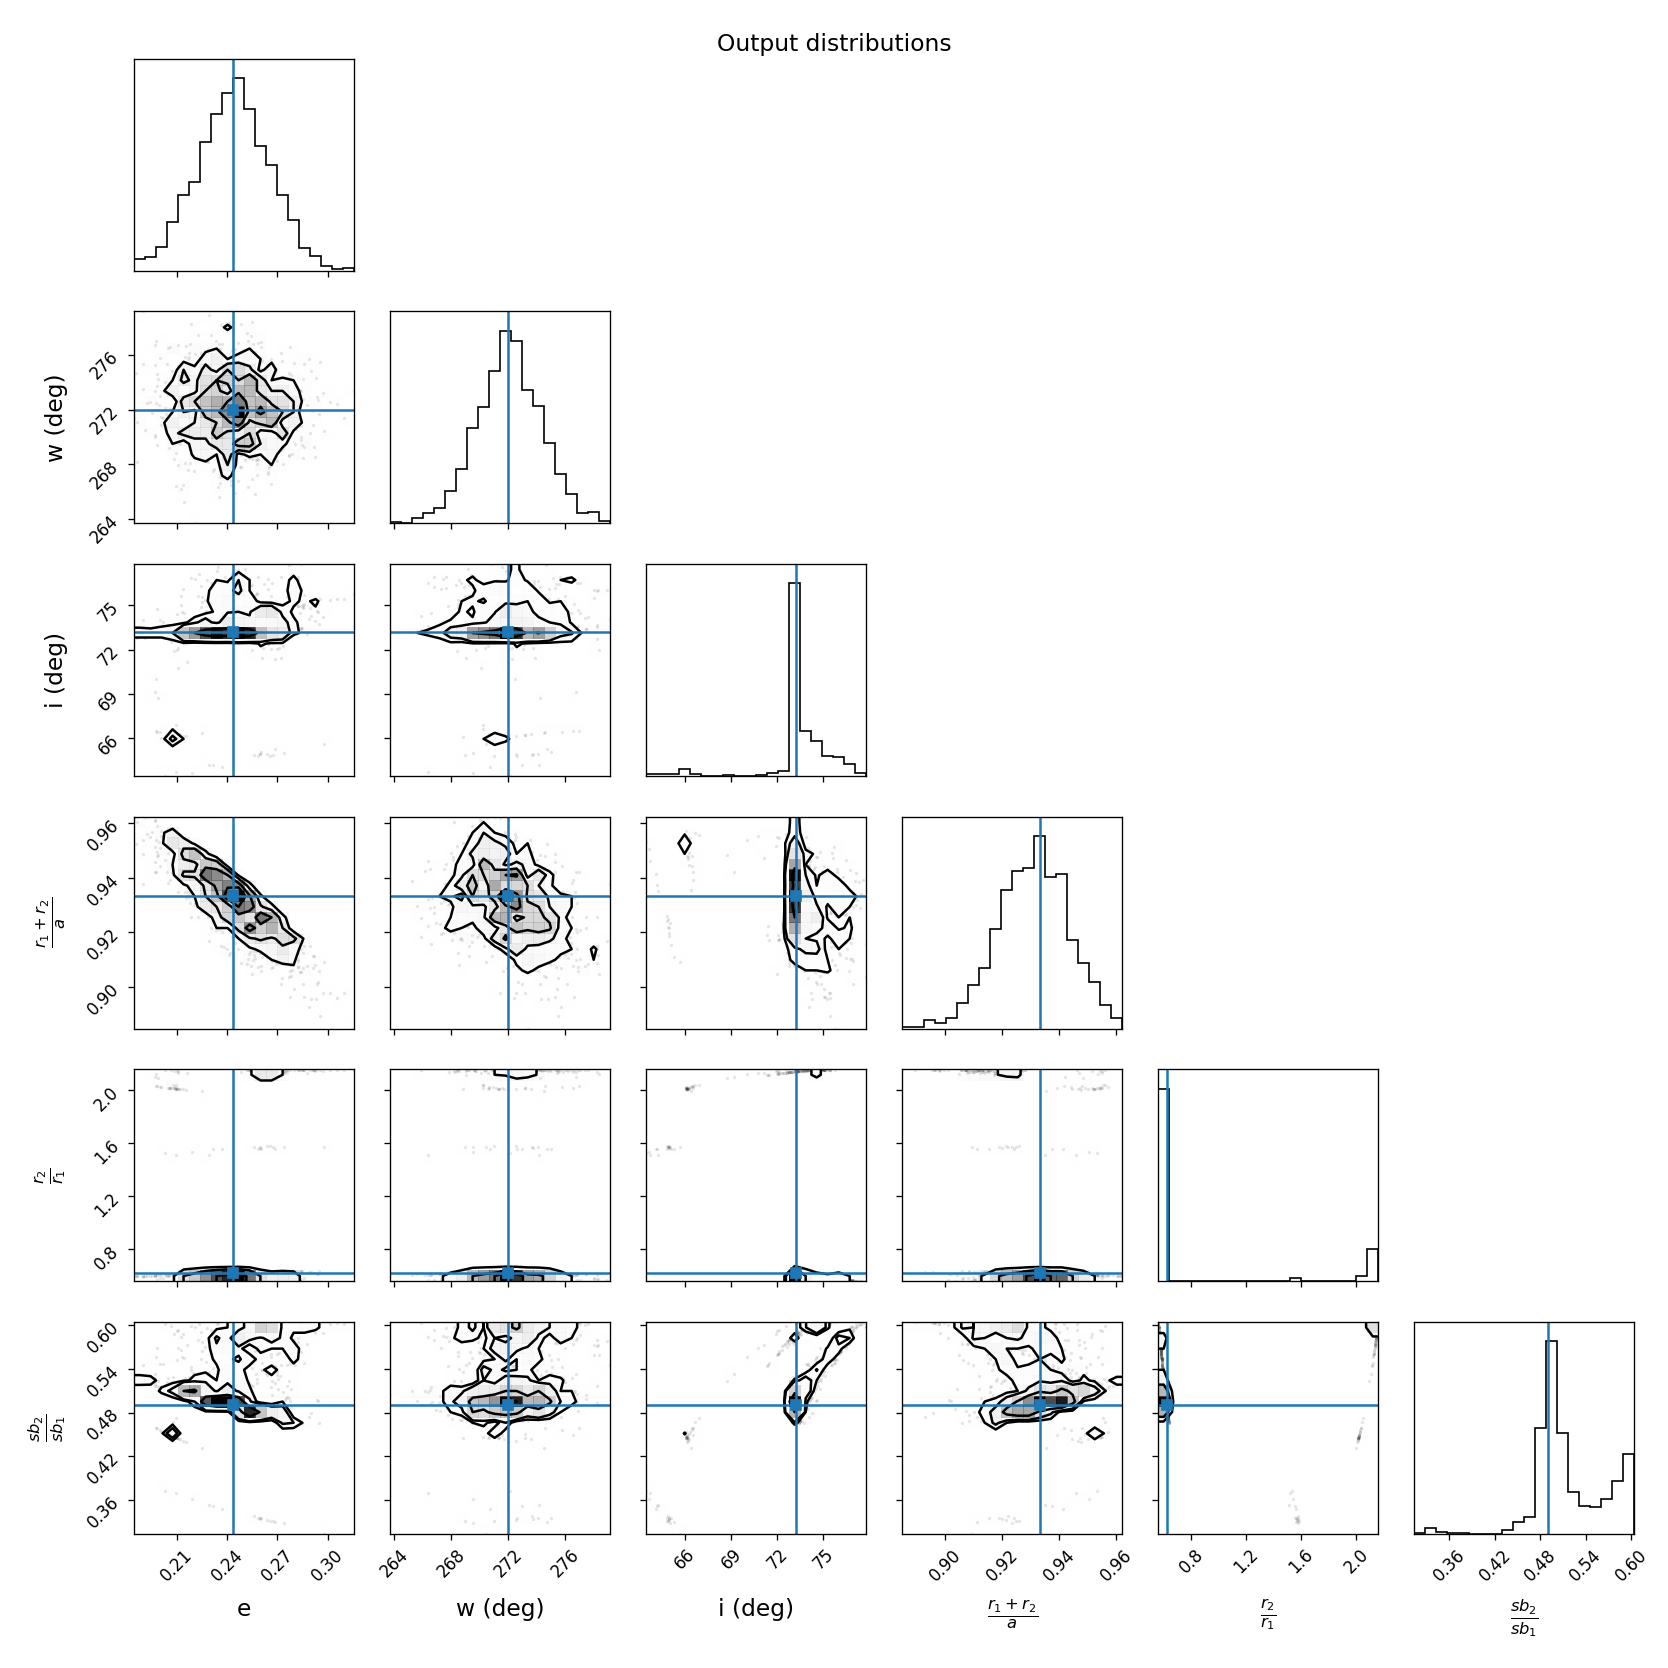 Output distributions
w (deg)
276
272
268
264
i (deg)
75
72
69
66
r₁ + r₂ / a
0.96
0.94
0.92
0.90
r₂ / r₁
2.0
1.6
1.2
0.8
sb₂ / sb₁
0.60
0.54
0.48
0.42
0.36
0.21 0.24 0.27 0.30 264 268 272 276 66 69 72 75 0.90 0.92 0.94 0.96 0.8 1.2 1.6 2.0 0.36 0.42 0.48 0.54 0.60
e w (deg) i (deg) r₁ + r₂ / a r₂ / r₁ sb₂ / sb₁